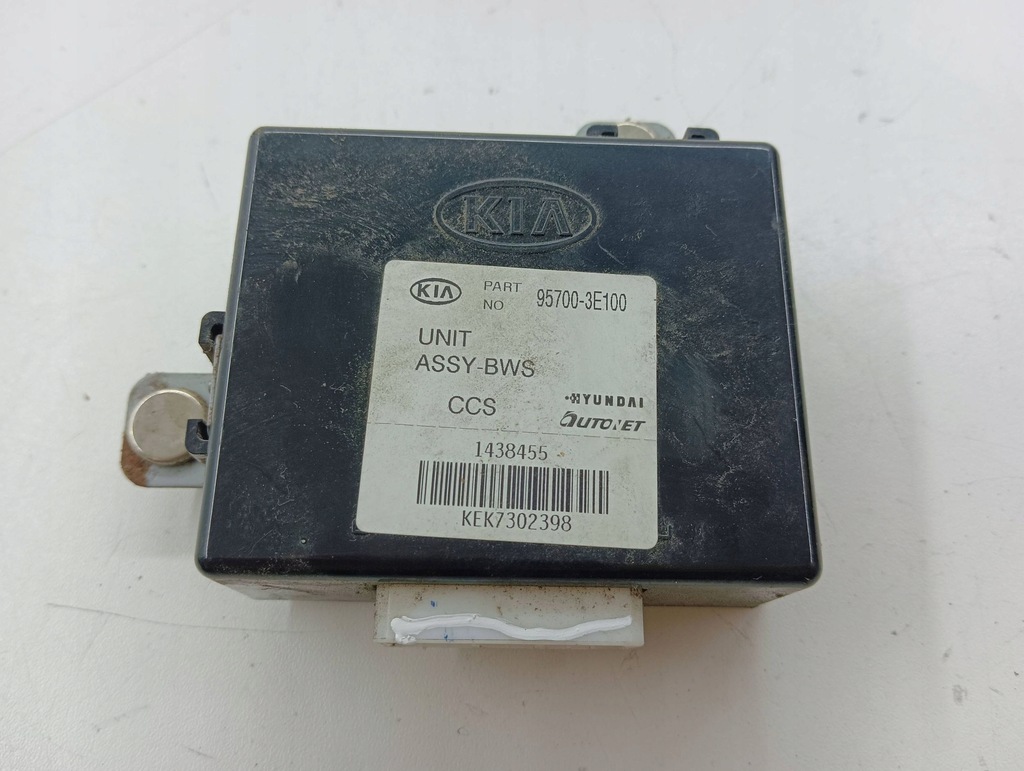 KIA
KIA PART NO 95700-3E100
UNIT
ASSY-BWS
CCS
HYUNDAI
AUTONET
1438455
KEK7302398